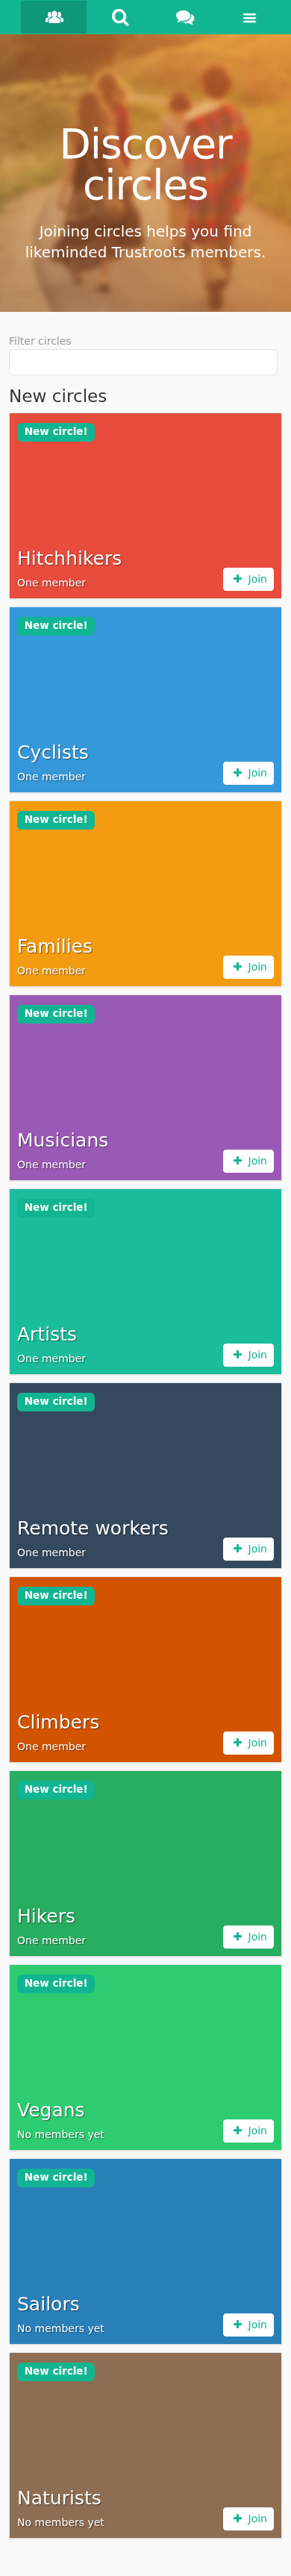 Discover
circles
Joining circles helps you find
likeminded Trustroots members.
Filter circles
New circles
New circle!
Hitchhikers
One member
Join
New circle!
Cyclists
One member
Join
New circle!
Families
One member
Join
New circle!
Musicians
One member
Join
New circle!
Artists
One member
Join
New circle!
Remote workers
One member
Join
New circle!
Climbers
One member
Join
New circle!
Hikers
One member
Join
New circle!
Vegans
No members yet
Join
New circle!
Sailors
No members yet
Join
New circle!
Naturists
No members yet
Join